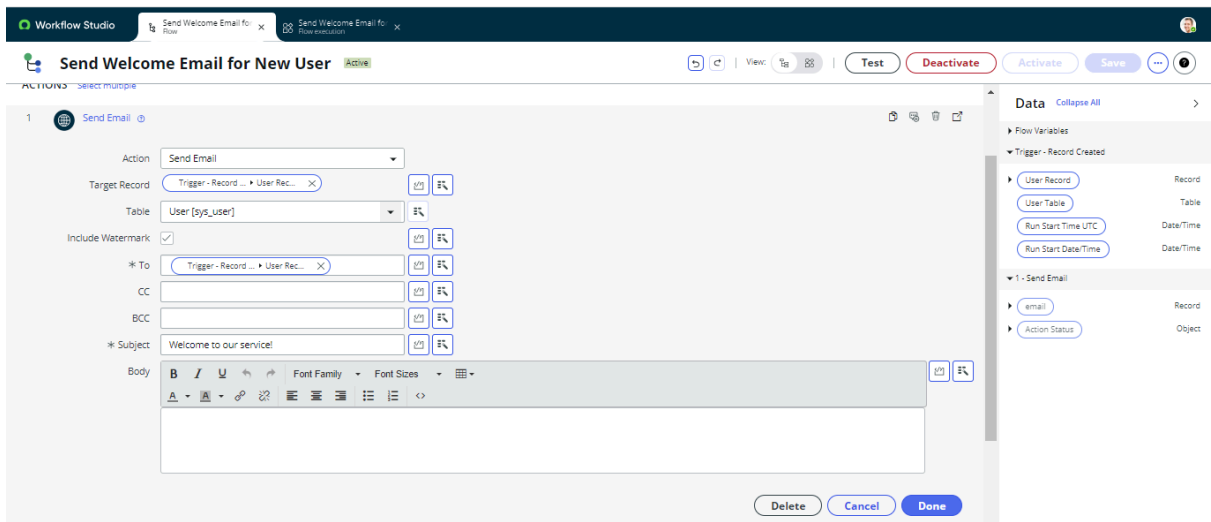 Workflow Studio
Send Welcome Email for
Flow
Send Welcome Email fo
Flow execution
Send Welcome Email for New User Active
View:
Test
Deactivate
Activate
Save
ACTIONS Select multiple
Data Collapse All
1 Send Email
Flow Variables
Trigger - Record Created
Action Send Email
Target Record Trigger - Record ... User Rec...
Table User [sys_user]
Include Watermark
* To Trigger - Record ... User Rec...
CC
BCC
* Subject Welcome to our service!
Body
B I U Font Family Font Sizes
A A
User Record Record
User Table Table
Run Start Time UTC Date/Time
Run Start Date/Time Date/Time
1 - Send Email
email Record
Action Status Object
Delete
Cancel
Done